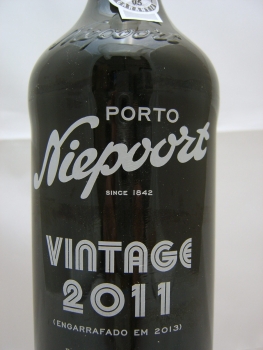 PORTO
Niepoort
SINCE 1842
VINTAGE
2011
(ENGARRAFADO EM 2013)